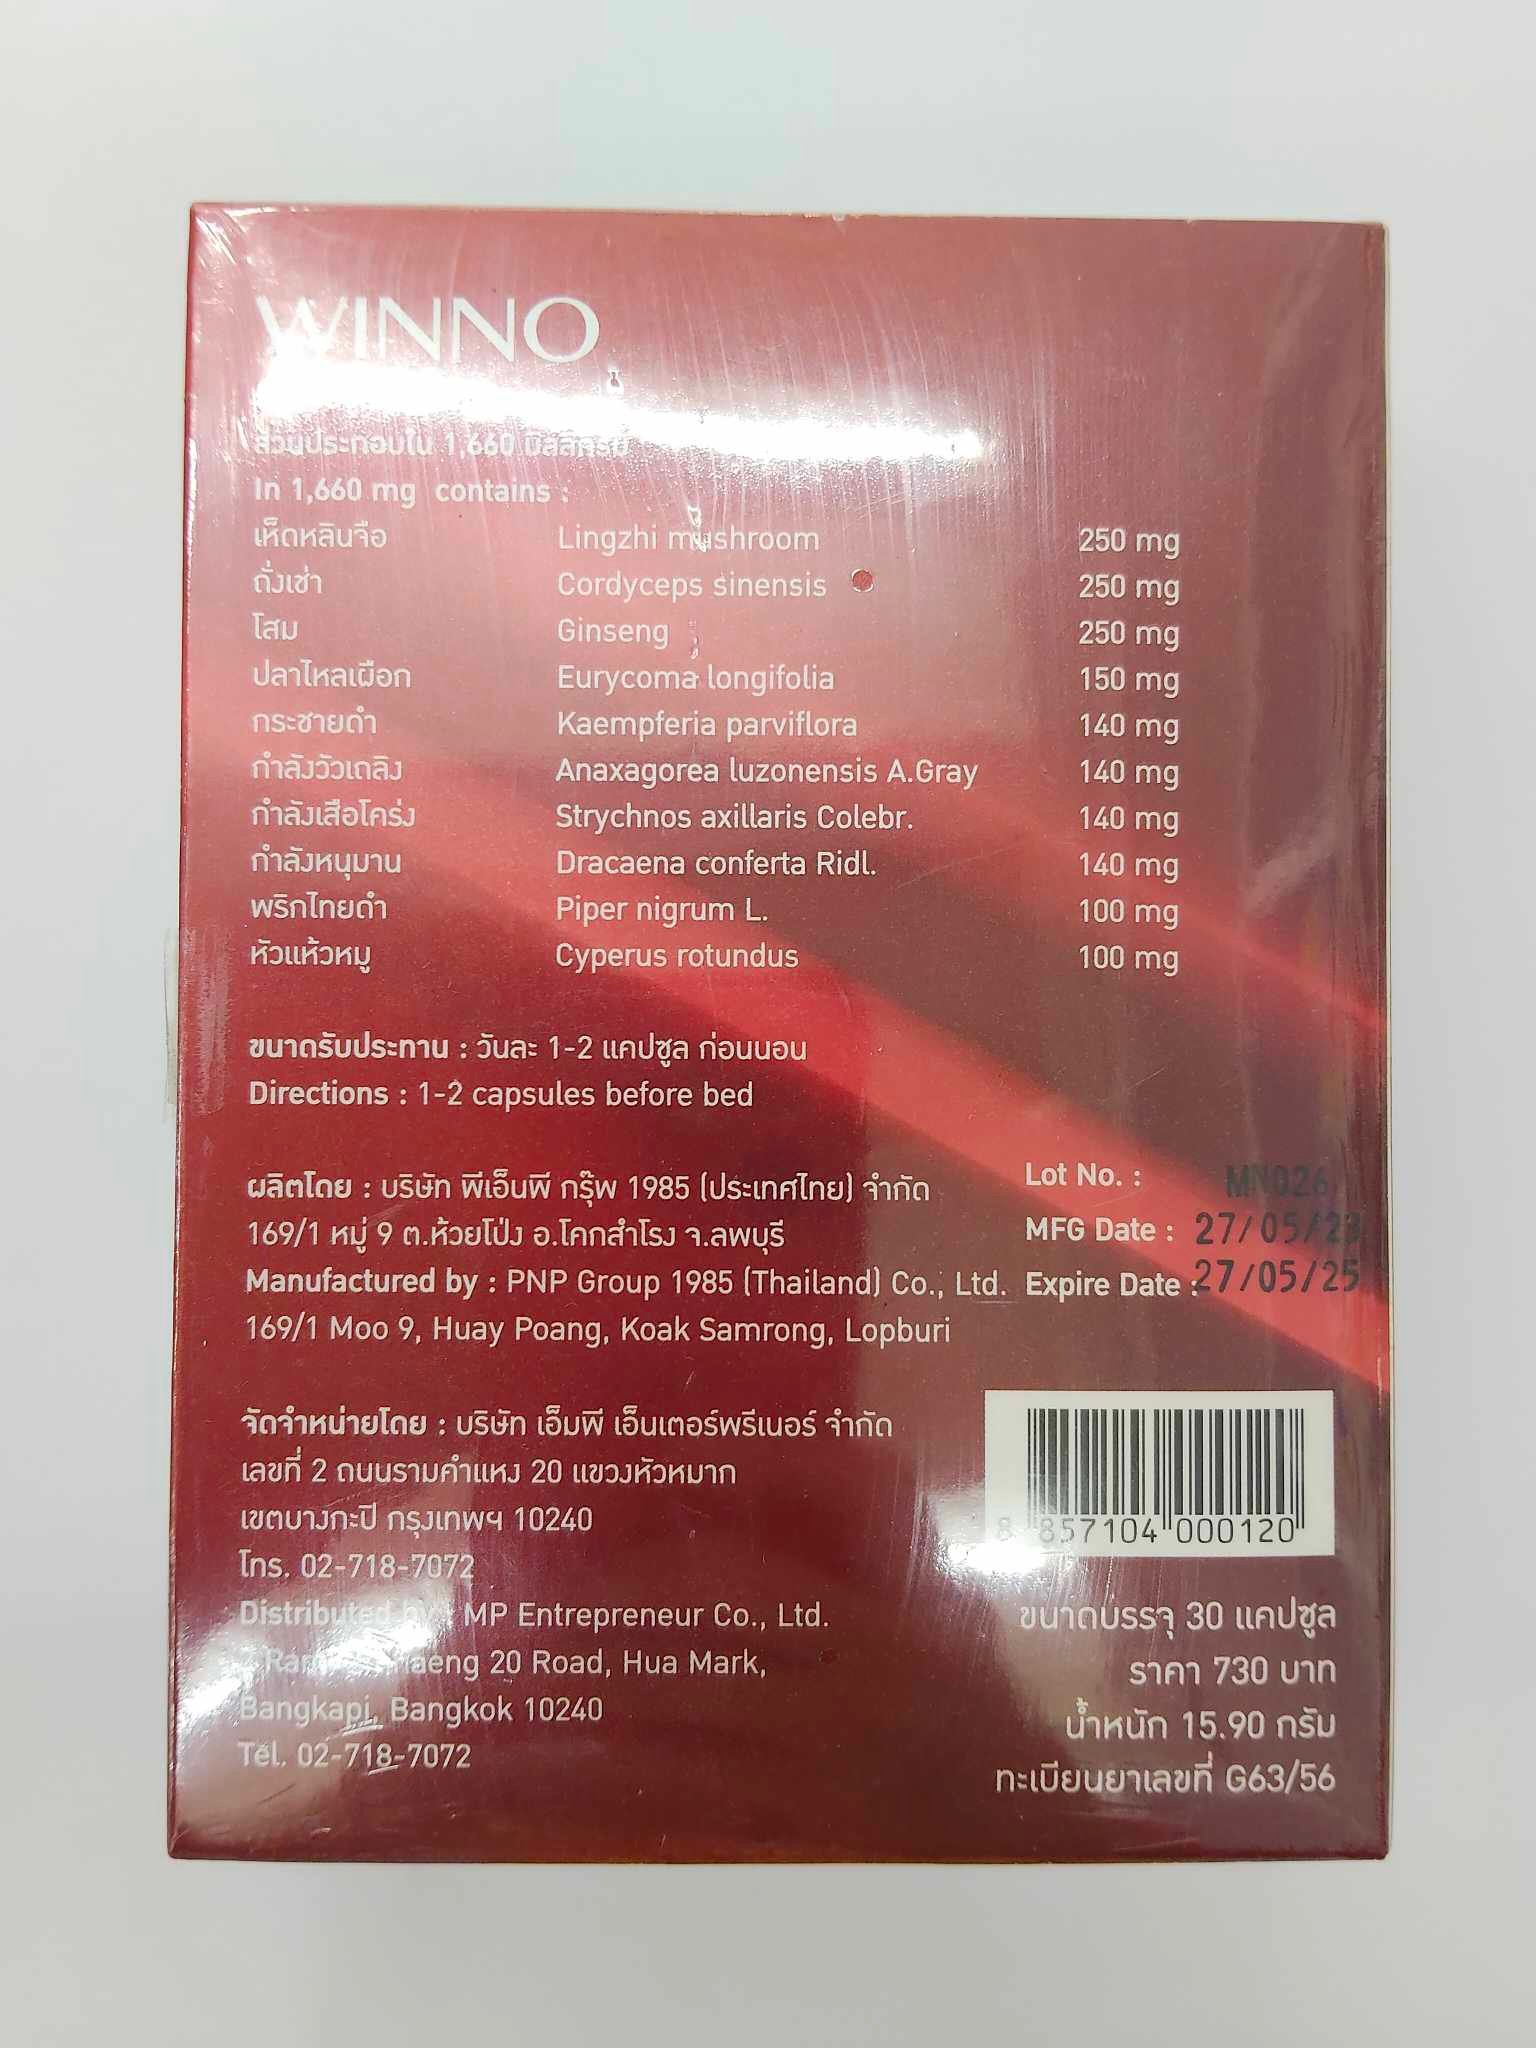 WINNO
ส่วนประกอบใน 1,660 มิลลิกรัม
In 1,660 mg contains :
เห็ดหลินจือ Lingzhi mushroom 250 mg
ถั่งเช่า Cordyceps sinensis 250 mg
โสม Ginseng 250 mg
ปลาไหลเผือก Eurycoma longifolia 150 mg
กระชายดำ Kaempferia parviflora 140 mg
กำลังวัวเถลิง Anaxagorea luzonensis A.Gray 140 mg
กำลังเสือโคร่ง Strychnos axillaris Colebr. 140 mg
กำลังหนุมาน Dracaena conferta Ridl. 140 mg
พริกไทยดำ Piper nigrum L. 100 mg
หัวแห้วหมู Cyperus rotundus 100 mg
ขนาดรับประทาน : วันละ 1-2 แคปซูล ก่อนนอน
Directions : 1-2 capsules before bed
ผลิตโดย : บริษัท พีเอ็นพี กรุ๊พ 1985 (ประเทศไทย) จำกัด
169/1 หมู่ 9 ต.ห้วยโป่ง อ.โคกสำโรง จ.ลพบุรี
Manufactured by : PNP Group 1985 (Thailand) Co., Ltd.
169/1 Moo 9, Huay Poang, Koak Samrong, Lopburi
Lot No. : MN026
MFG Date : 27/05/23
Expire Date : 27/05/25
จัดจำหน่ายโดย : บริษัท เอ็มพี เอ็นเตอร์พรีเนอร์ จำกัด
เลขที่ 2 ถนนรามคำแหง 20 แขวงหัวหมาก
เขตบางกะปิ กรุงเทพฯ 10240
โทร. 02-718-7072
Distributed by : MP Entrepreneur Co., Ltd.
20 Road, Hua Mark,
Bangkapi, Bangkok 10240
Tel. 02-718-7072
8 857104 000120
ขนาดบรรจุ 30 แคปซูล
ราคา 730 บาท
น้ำหนัก 15.90 กรัม
ทะเบียนยาเลขที่ G63/56